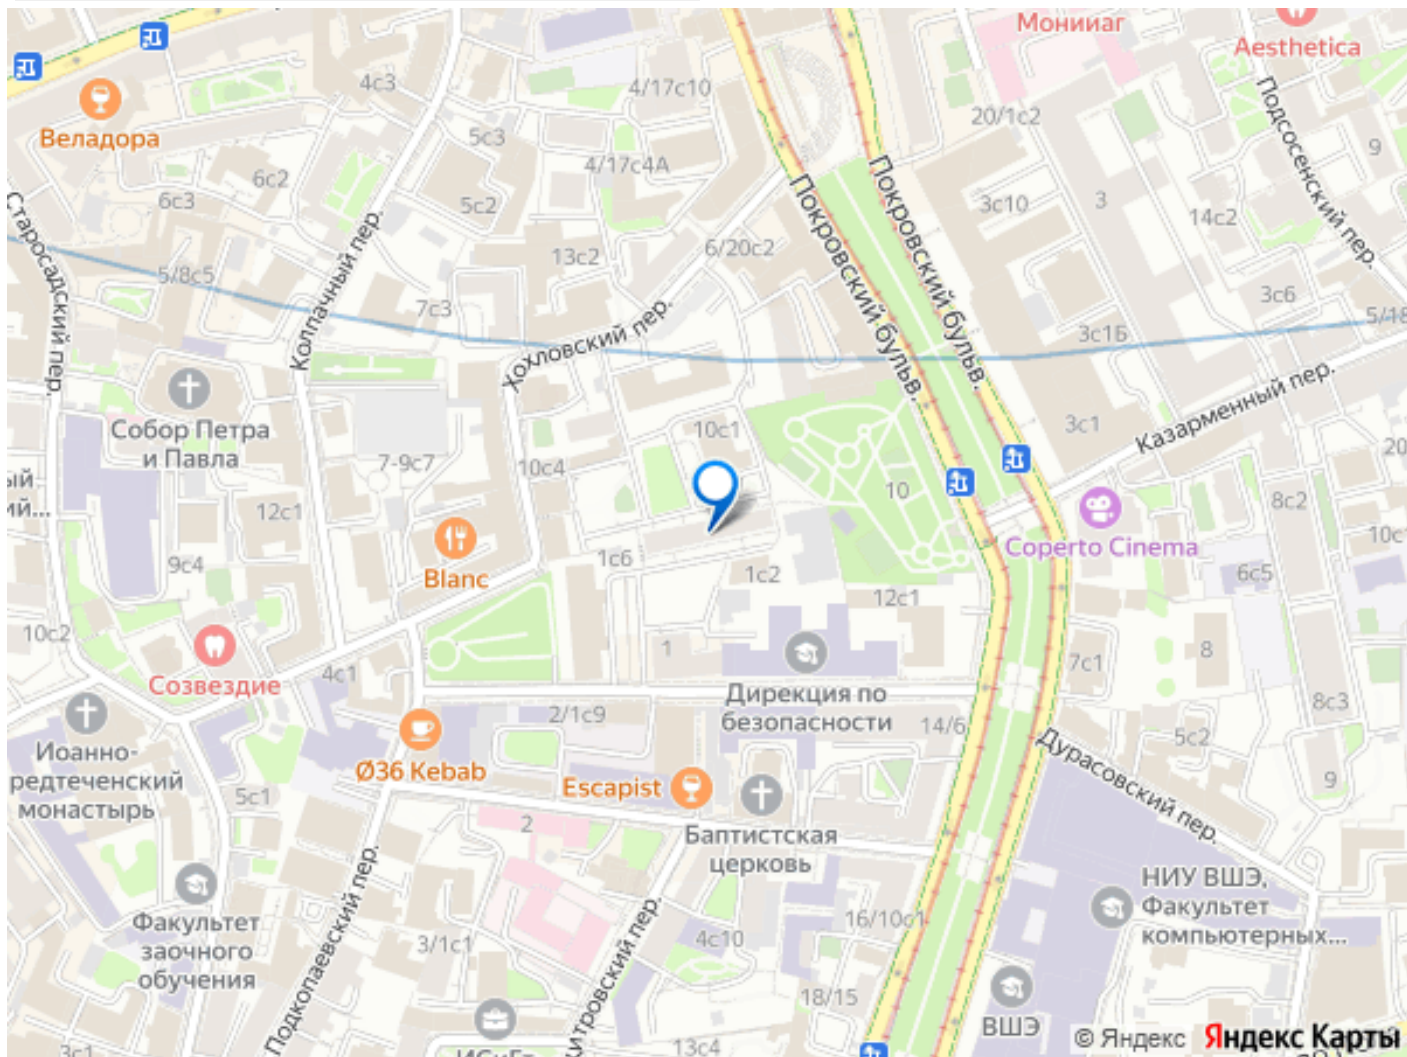 Монииаг
Aesthetica
4с3
4/17с10
Веладора
5с3
20/1с2
Подсосенский пер.
9
4/17с4А
6с2
6с3
5с2
3с10
3
14с2
Старосадский пер.
Колпачный пер.
Покровский бульв.
Покровский бульв.
6/20с2
13с2
5/8с5
7с3
3с6
5/18
3с1Б
Хохловский пер.
Казарменный пер.
Собор Петра
и Павла
10с1
3с1
7-9с7
10с4
20
ый
ий...
12с1
10
8с2
10с
Blanc
9с4
1с6
1с2
Coperto Cinema
6с5
12с1
10с2
1
8
7с1
Созвездие
4с1
Дирекция по
безопасности
8с3
2/1с9
14/6
5с2
Иоанно-
редтеченский
монастырь
Ø36 Kebab
Escapist
Дурасовский пер.
9
5с1
2
Баптистская
церковь
НИУ ВШЭ,
Факультет
компьютерных...
Факультет
заочного
обучения
Подкопаевский пер.
3/1с1
16/10с1
4с10
18/15
ВШЭ
13с4
3с1
© Яндекс Яндекс Карты